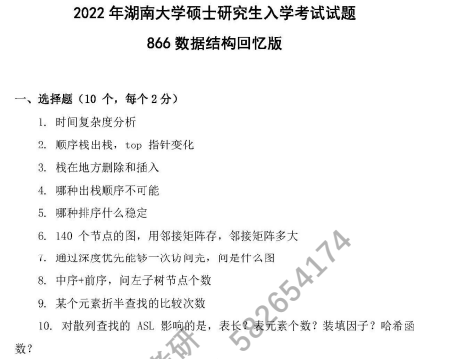 2022 年湖南大学硕士研究生入学考试试题
866 数据结构回忆版
一、选择题（10 个，每个 2 分）
1. 时间复杂度分析
2. 顺序栈出栈，top 指针变化
3. 栈在地方删除和插入
4. 哪种出栈顺序不可能
5. 哪种排序什么稳定
6. 140 个节点的图，用邻接矩阵存，邻接矩阵多大
7. 通过深度优先能够一次访问完，问是什么图
8. 中序+前序，问左子树节点个数
9. 某个元素折半查找的比较次数
10. 对散列查找的 ASL 影响的是，表长？表元素个数？装填因子？哈希函
数？
582654174